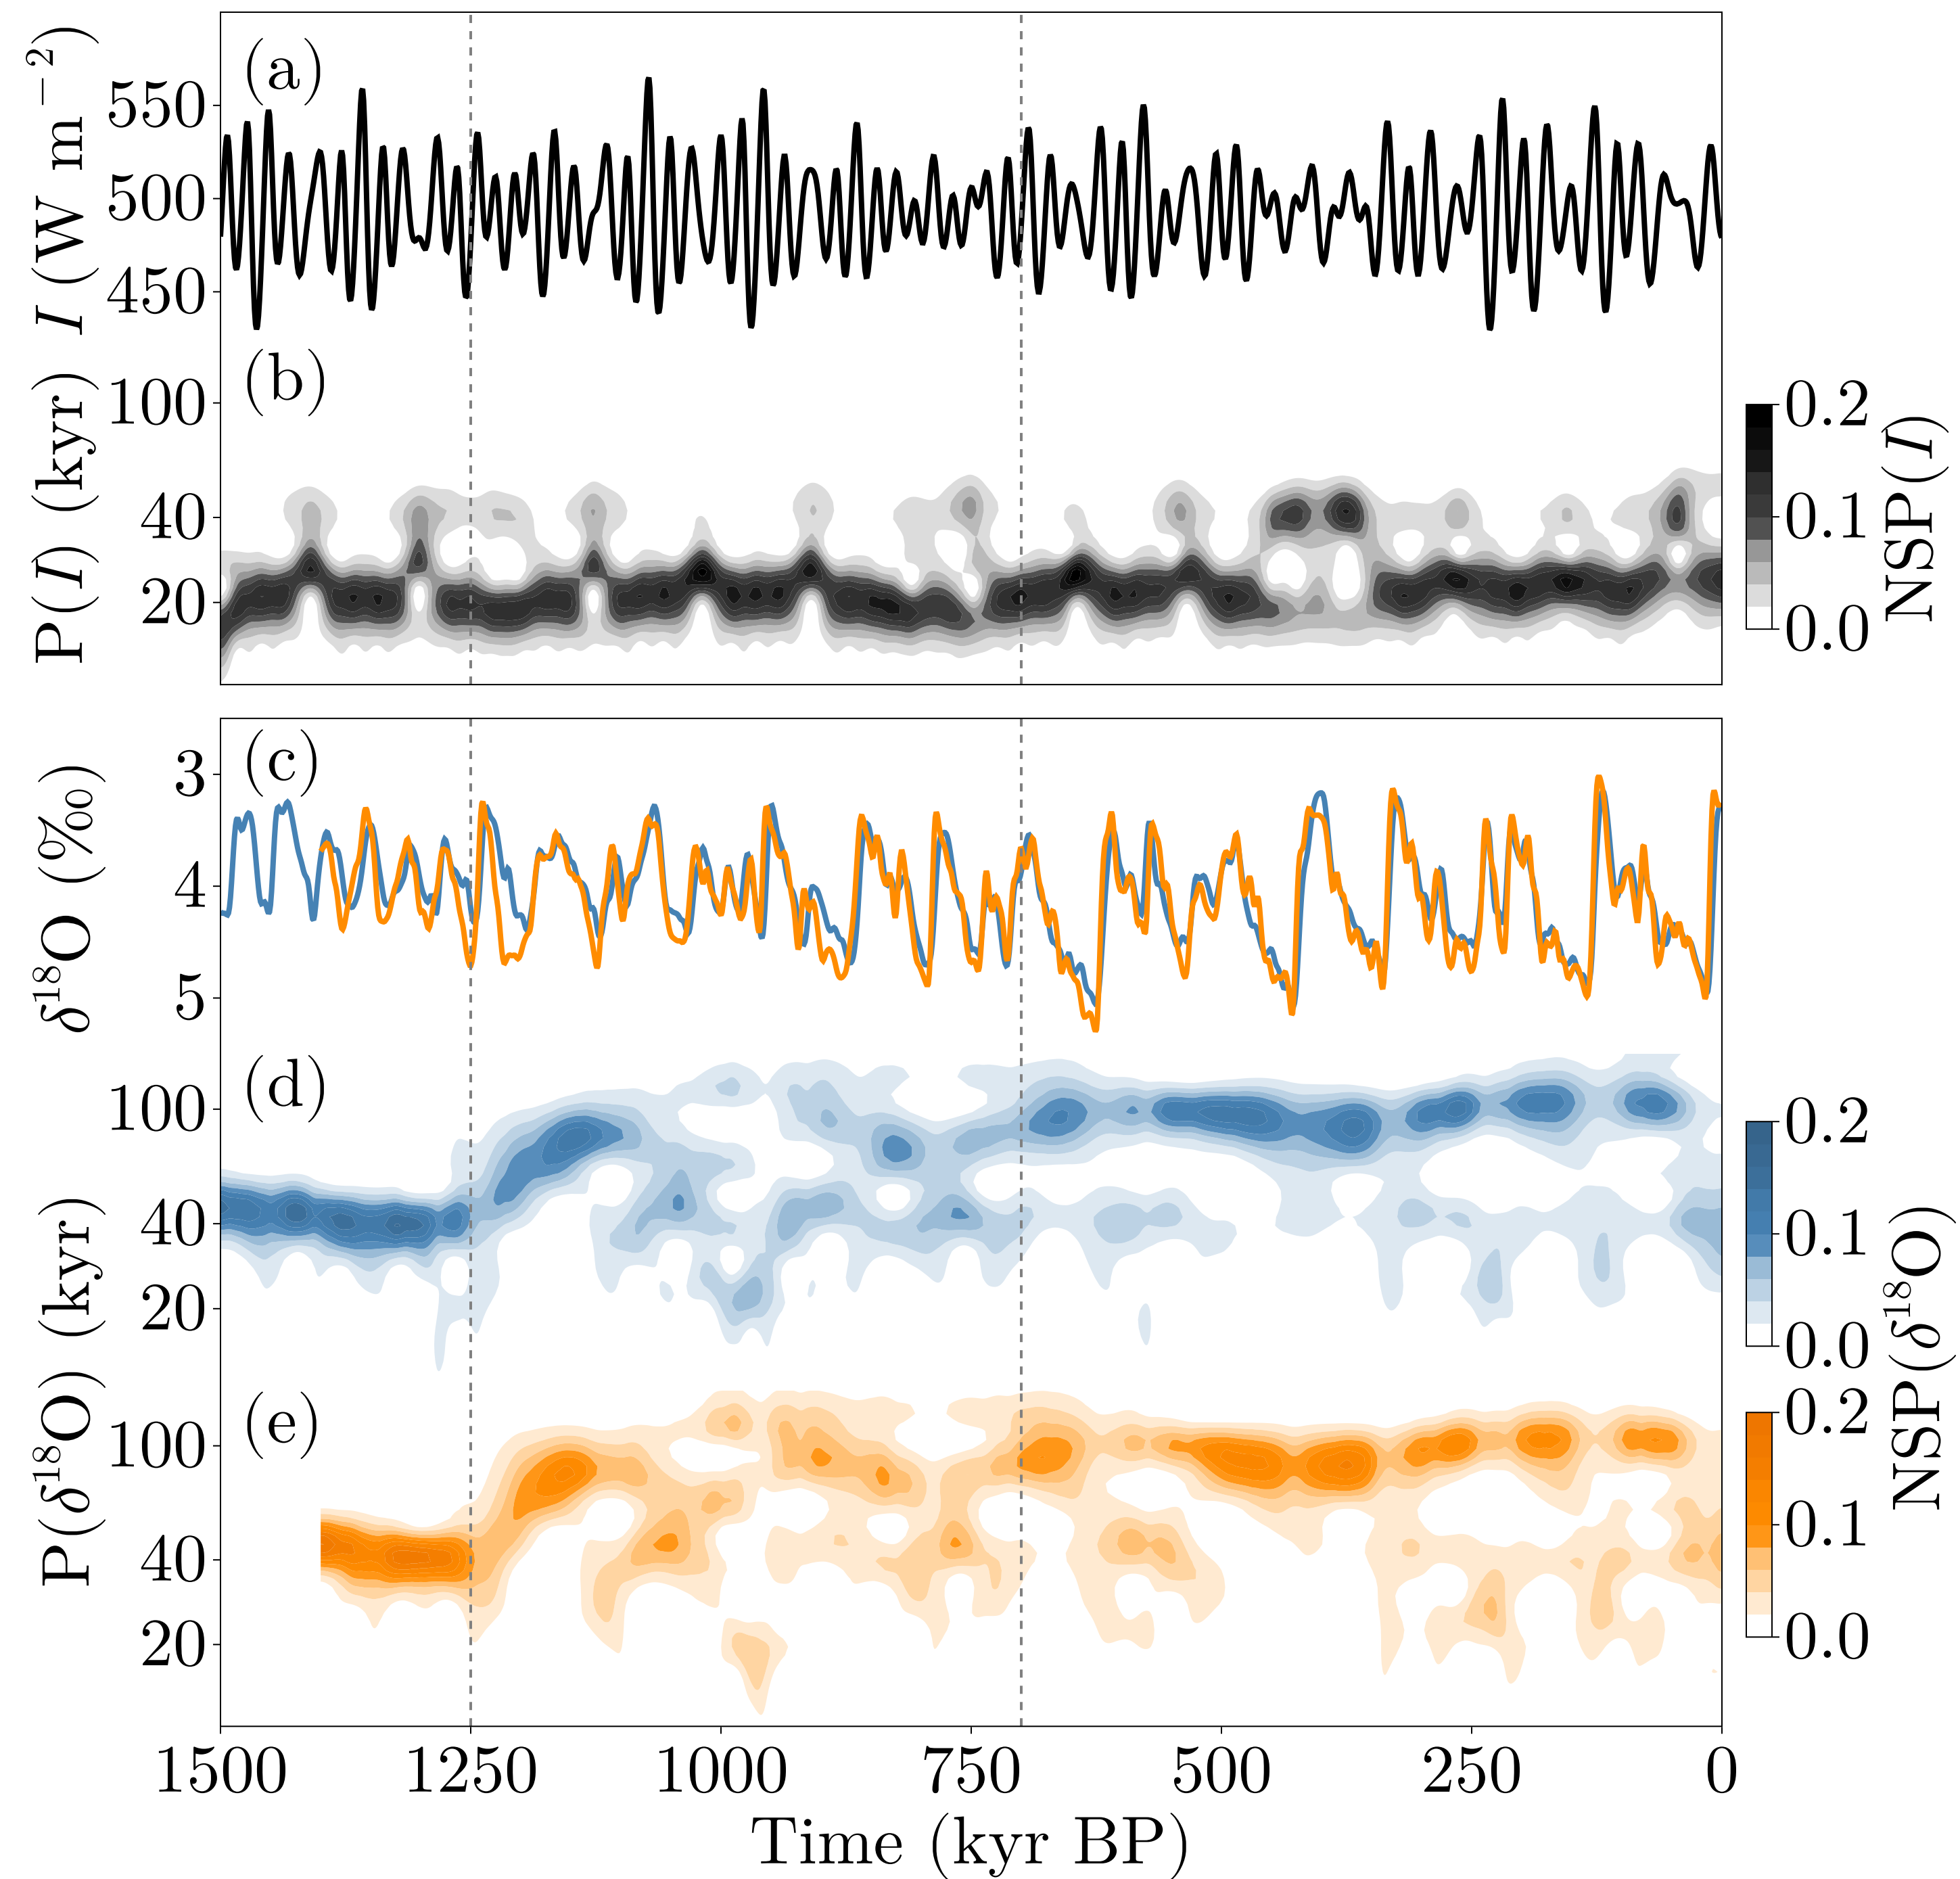 (a)
I (W m⁻²)
550
500
450
(b)
P(I) (kyr)
100
40
20
0.2
0.1
0.0
NSP(I)
(c)
δ¹⁸O (‰)
3
4
5
(d)
100
40
20
P(δ¹⁸O) (kyr)
0.2
0.1
0.0
NSP(δ¹⁸O)
(e)
100
40
20
0.2
0.1
0.0
1500 1250 1000 750 500 250 0
Time (kyr BP)